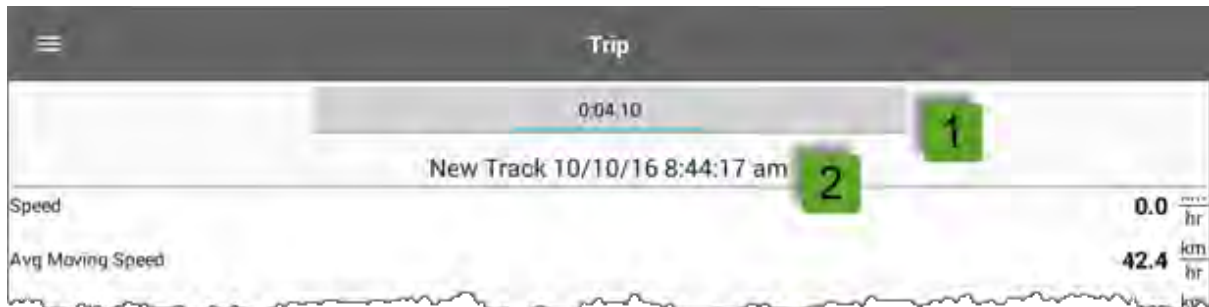 Trip
0:04:10
1
New Track 10/10/16 8:44:17 am
2
Speed 0.0 hr
Avg Moving Speed 42.4 km
hr